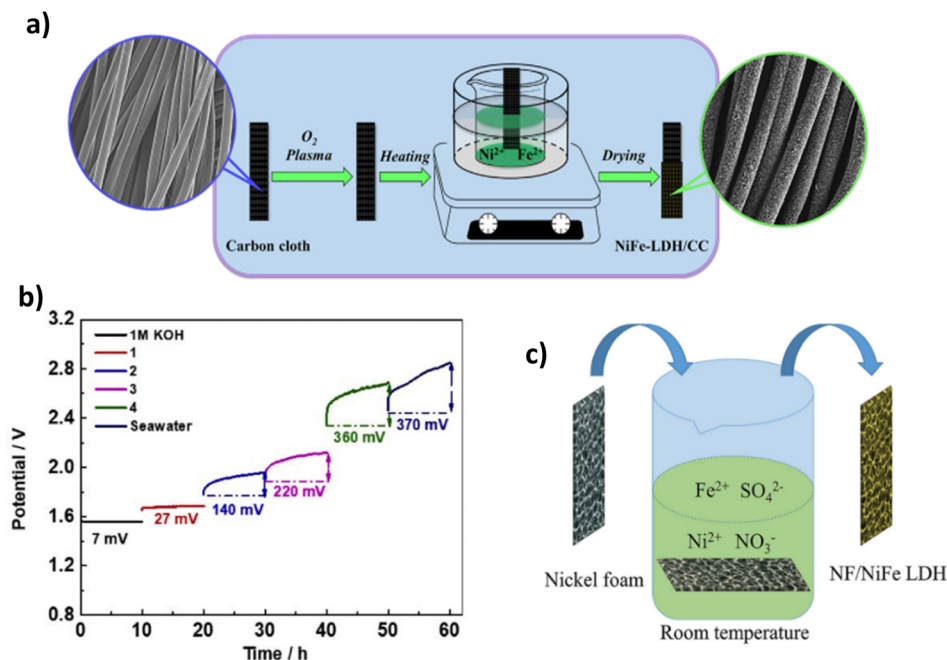 a)
O2
Plasma
Heating
Ni2+ Fe2+
Drying
Carbon cloth
NiFe-LDH/CC
b)
3.2
2.8
2.4
2.0
1.6
1.2
0.8
Potential / V
1M KOH
1
2
3
4
Seawater
7 mV
27 mV
140 mV
220 mV
360 mV
370 mV
0
10
20
30
40
50
60
Time / h
c)
Fe2+ SO42-
Ni2+ NO3-
Nickel foam
NF/NiFe LDH
Room temperature